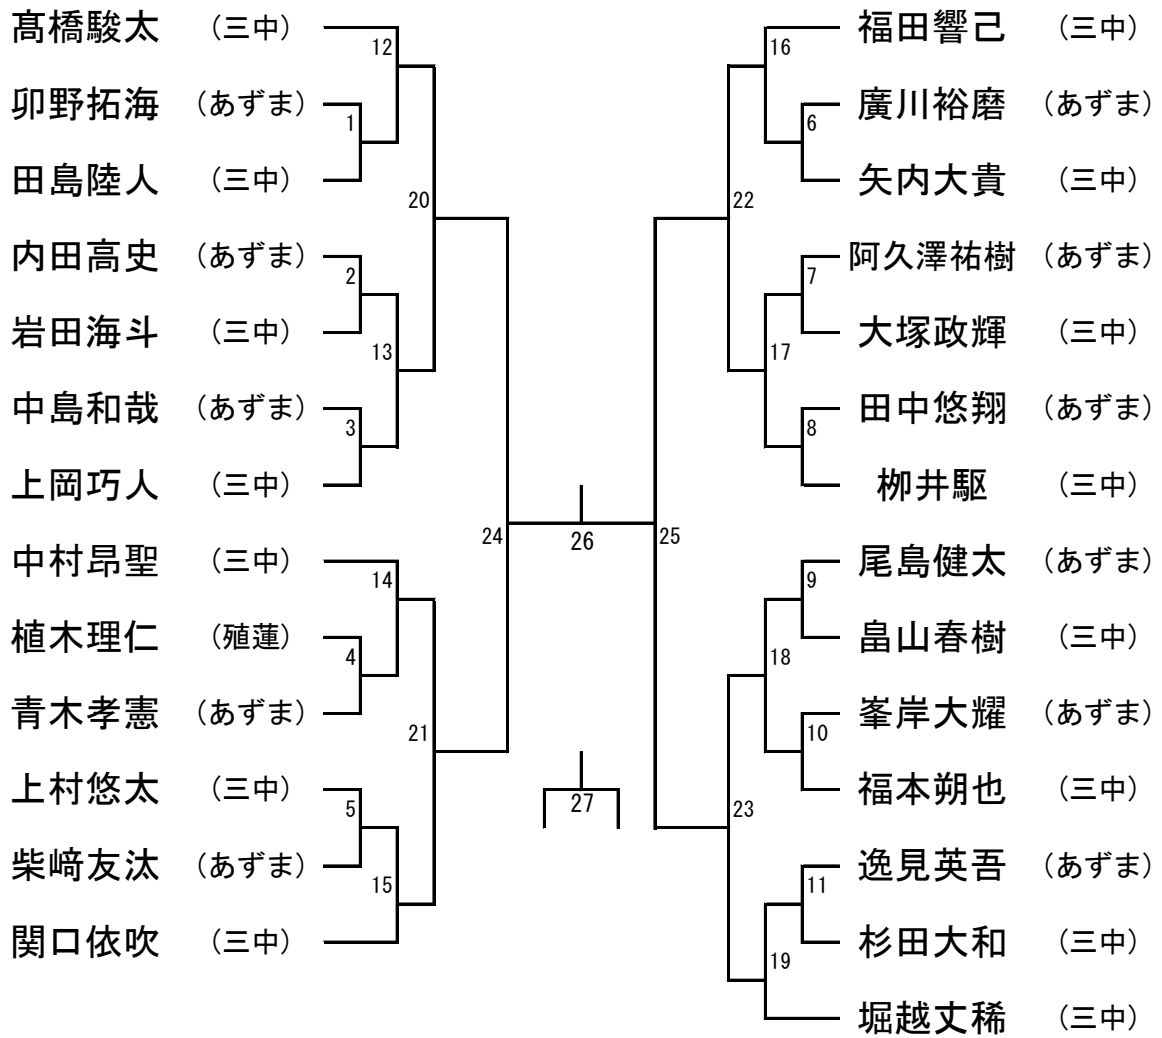 髙橋駿太 （三中） 12 16 福田響己 （三中）
卯野拓海 （あずま） 1 6 廣川裕磨 （あずま）
田島陸人 （三中） 20 22 矢内大貴 （三中）
内田高史 （あずま） 2 7 阿久澤祐樹 （あずま）
岩田海斗 （三中） 13 17 大塚政輝 （三中）
中島和哉 （あずま） 3 8 田中悠翔 （あずま）
上岡巧人 （三中） 栁井駆 （三中）
24 26 25
中村昂聖 （三中） 14 9 尾島健太 （あずま）
植木理仁 （殖蓮） 4 18 畠山春樹 （三中）
青木孝憲 （あずま） 21 10 峯岸大耀 （あずま）
上村悠太 （三中） 5 27 23 福本朔也 （三中）
柴﨑友汰 （あずま） 15 11 逸見英吾 （あずま）
関口依吹 （三中） 19 杉田大和 （三中）
堀越丈稀 （三中）